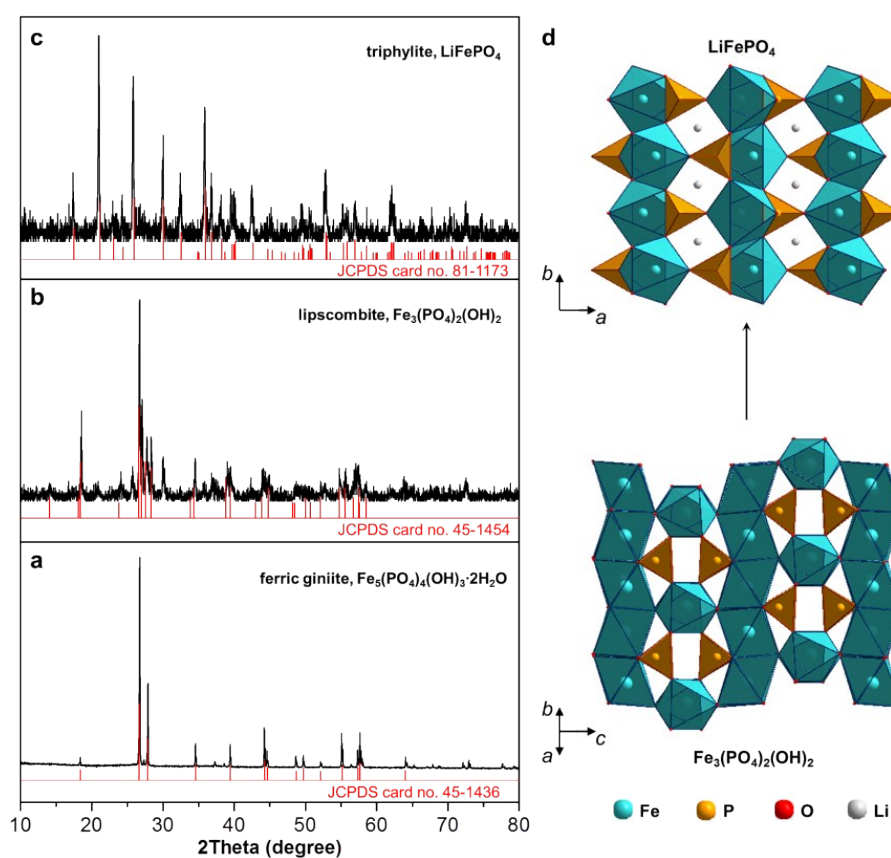 c
triphylite, LiFePO4
JCPDS card no. 81-1173
b
lipscombite, Fe3(PO4)2(OH)2
JCPDS card no. 45-1454
a
ferric giniite, Fe5(PO4)4(OH)3·2H2O
JCPDS card no. 45-1436
10 20 30 40 50 60 70 80
2Theta (degree)
d
LiFePO4
b
a
b
a
c
Fe3(PO4)2(OH)2
Fe P O Li